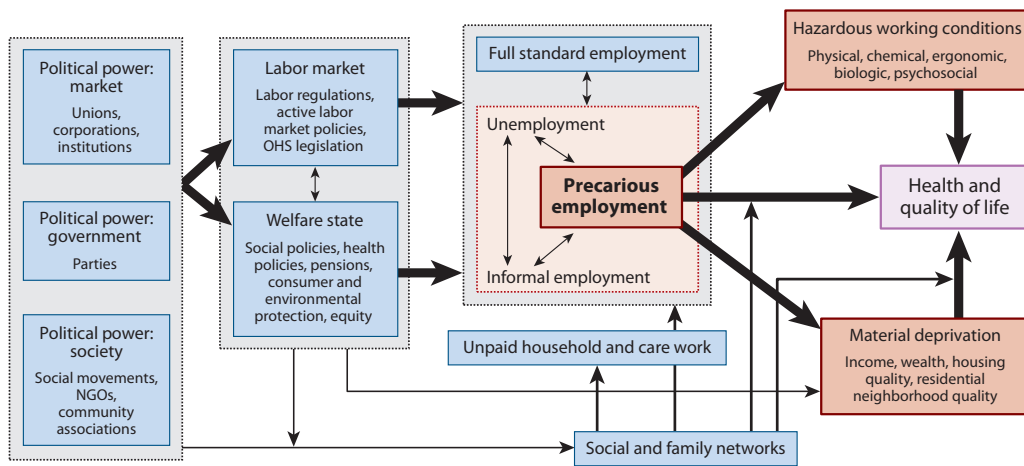 Political power:
market
Unions,
corporations,
institutions
Political power:
government
Parties
Political power:
society
Social movements,
NGOs,
community
associations
Labor market
Labor regulations,
active labor
market policies,
OHS legislation
Welfare state
Social policies, health
policies, pensions,
consumer and
environmental
protection, equity
Full standard employment
Unemployment
Precarious
employment
Informal employment
Unpaid household and care work
Social and family networks
Hazardous working conditions
Physical, chemical, ergonomic,
biologic, psychosocial
Health and
quality of life
Material deprivation
Income, wealth, housing
quality, residential
neighborhood quality